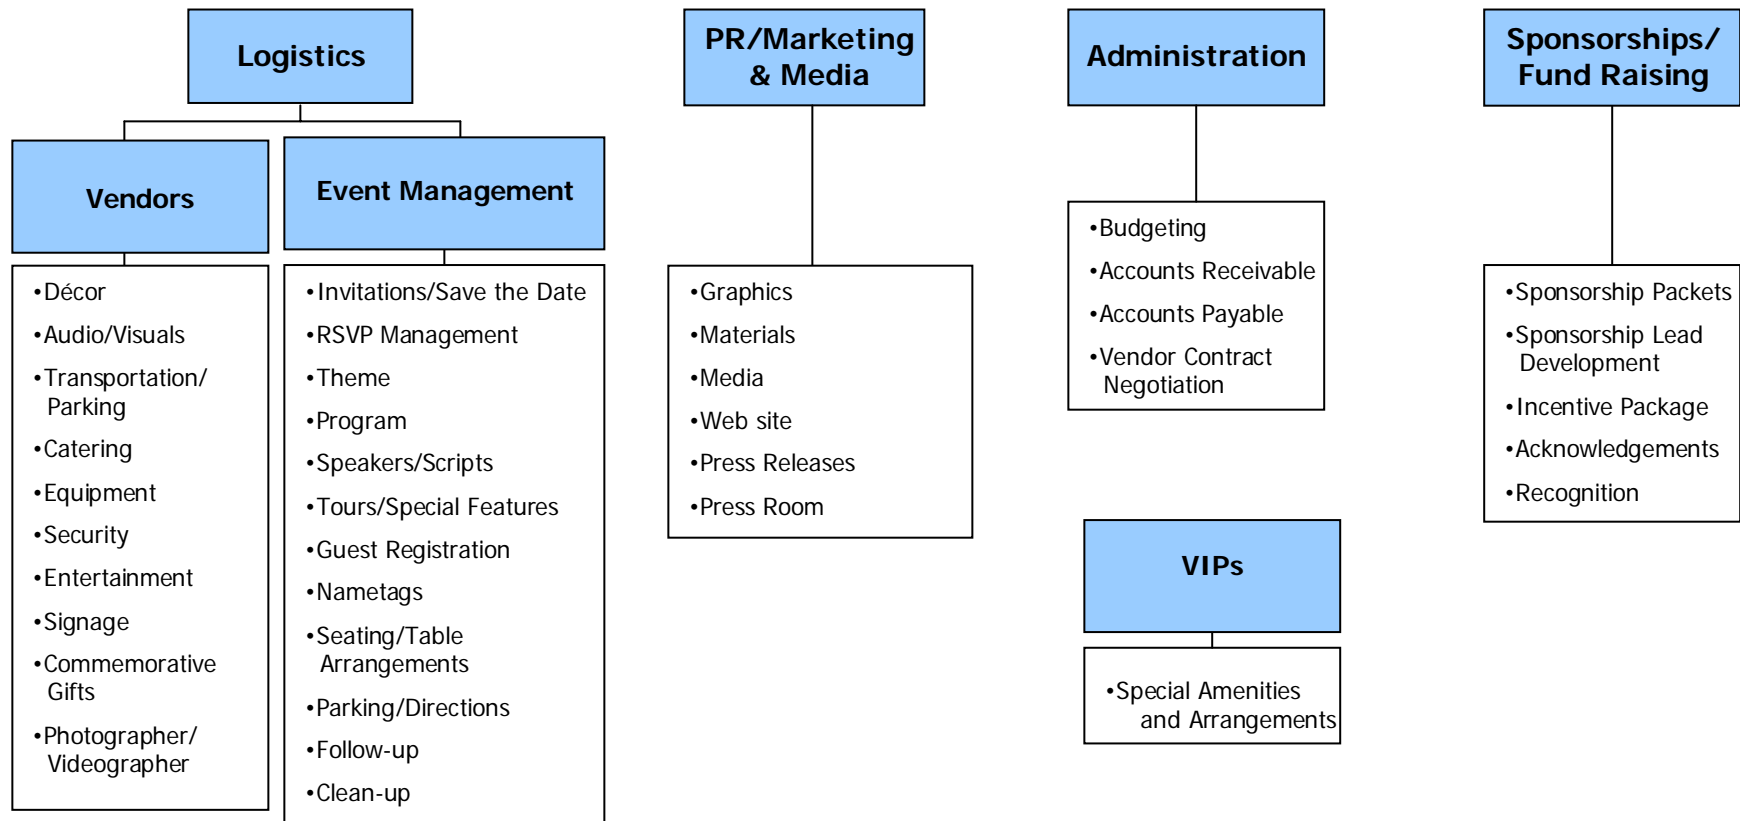 Logistics
Vendors
•Décor
•Audio/Visuals
•Transportation/
Parking
•Catering
•Equipment
•Security
•Entertainment
•Signage
•Commemorative
Gifts
•Photographer/
Videographer
Event Management
•Invitations/Save the Date
•RSVP Management
•Theme
•Program
•Speakers/Scripts
•Tours/Special Features
•Guest Registration
•Nametags
•Seating/Table
Arrangements
•Parking/Directions
•Follow-up
•Clean-up
PR/Marketing
& Media
•Graphics
•Materials
•Media
•Web site
•Press Releases
•Press Room
Administration
•Budgeting
•Accounts Receivable
•Accounts Payable
•Vendor Contract
Negotiation
VIPs
•Special Amenities
and Arrangements
Sponsorships/
Fund Raising
•Sponsorship Packets
•Sponsorship Lead
Development
•Incentive Package
•Acknowledgements
•Recognition